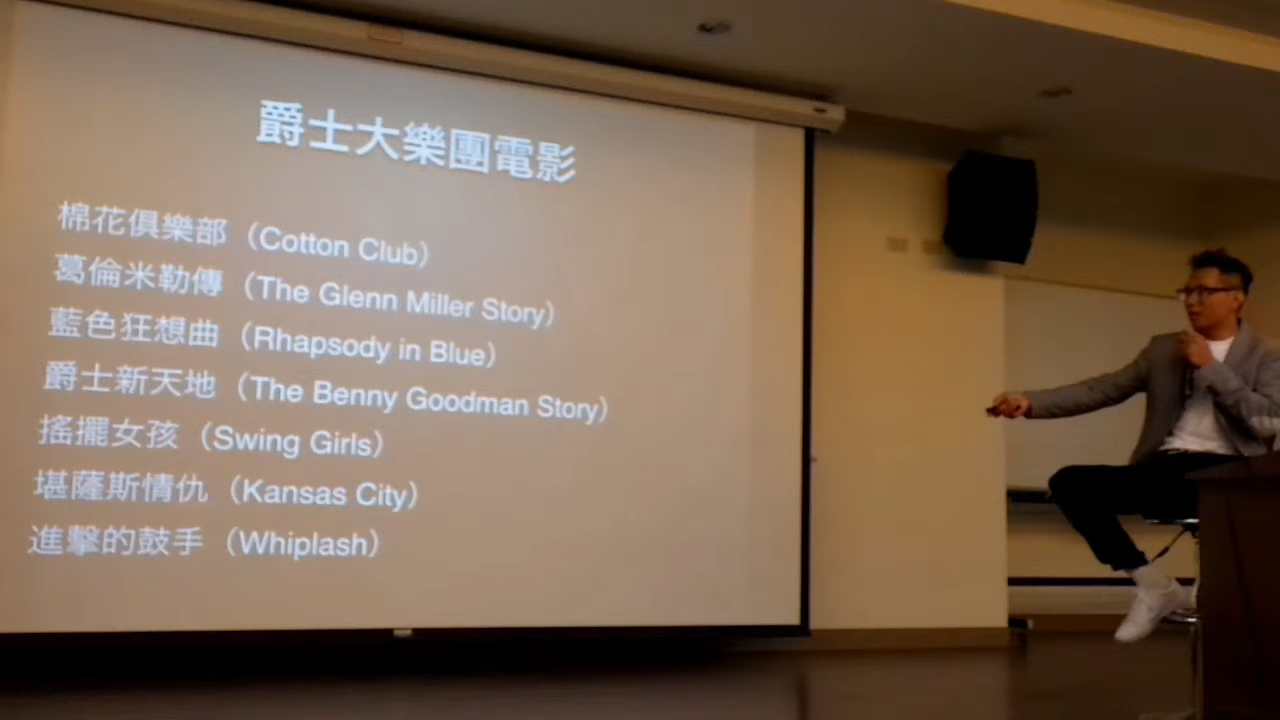 爵士大樂團電影
棉花俱樂部（Cotton Club）
葛倫米勒傳（The Glenn Miller Story）
藍色狂想曲（Rhapsody in Blue）
爵士新天地（The Benny Goodman Story）
搖擺女孩（Swing Girls）
堪薩斯情仇（Kansas City）
進擊的鼓手（Whiplash）